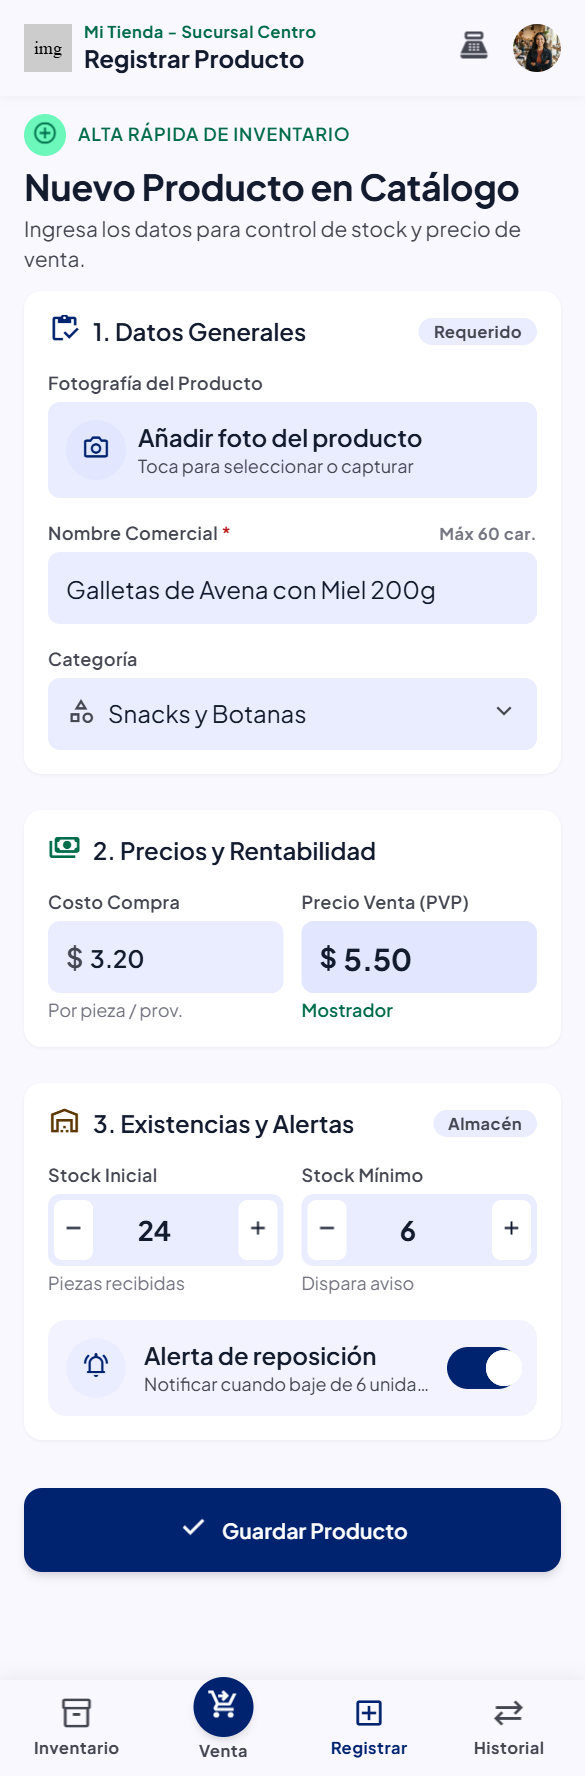 img
Mi Tienda - Sucursal Centro
Registrar Producto
ALTA RÁPIDA DE INVENTARIO
Nuevo Producto en Catálogo
Ingresa los datos para control de stock y precio de
venta.
1. Datos Generales
Requerido
Fotografía del Producto
Añadir foto del producto
Toca para seleccionar o capturar
Nombre Comercial *
Máx 60 car.
Galletas de Avena con Miel 200g
Categoría
Snacks y Botanas
2. Precios y Rentabilidad
Costo Compra
Precio Venta (PVP)
$ 3.20
$ 5.50
Por pieza / prov.
Mostrador
3. Existencias y Alertas
Almacén
Stock Inicial
Stock Mínimo
− 24 +
− 6 +
Piezas recibidas
Dispara aviso
Alerta de reposición
Notificar cuando baje de 6 unida...
Guardar Producto
Inventario
Venta
Registrar
Historial